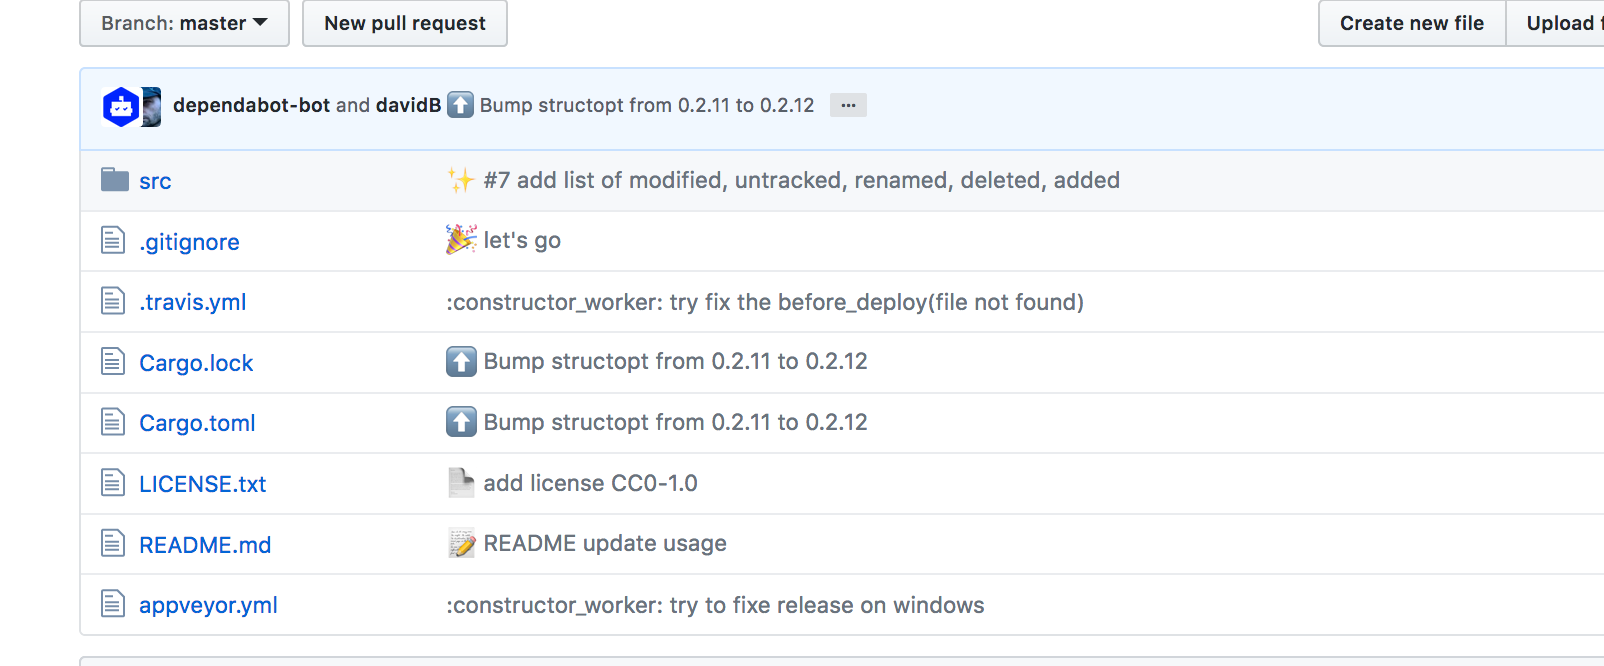 Branch: master New pull request Create new file Upload
dependabot-bot and davidB ⬆️ Bump structopt from 0.2.11 to 0.2.12 ...
src ✨ #7 add list of modified, untracked, renamed, deleted, added
.gitignore 🎉 let's go
.travis.yml :constructor_worker: try fix the before_deploy(file not found)
Cargo.lock ⬆️ Bump structopt from 0.2.11 to 0.2.12
Cargo.toml ⬆️ Bump structopt from 0.2.11 to 0.2.12
LICENSE.txt 📄 add license CC0-1.0
README.md 📝 README update usage
appveyor.yml :constructor_worker: try to fixe release on windows